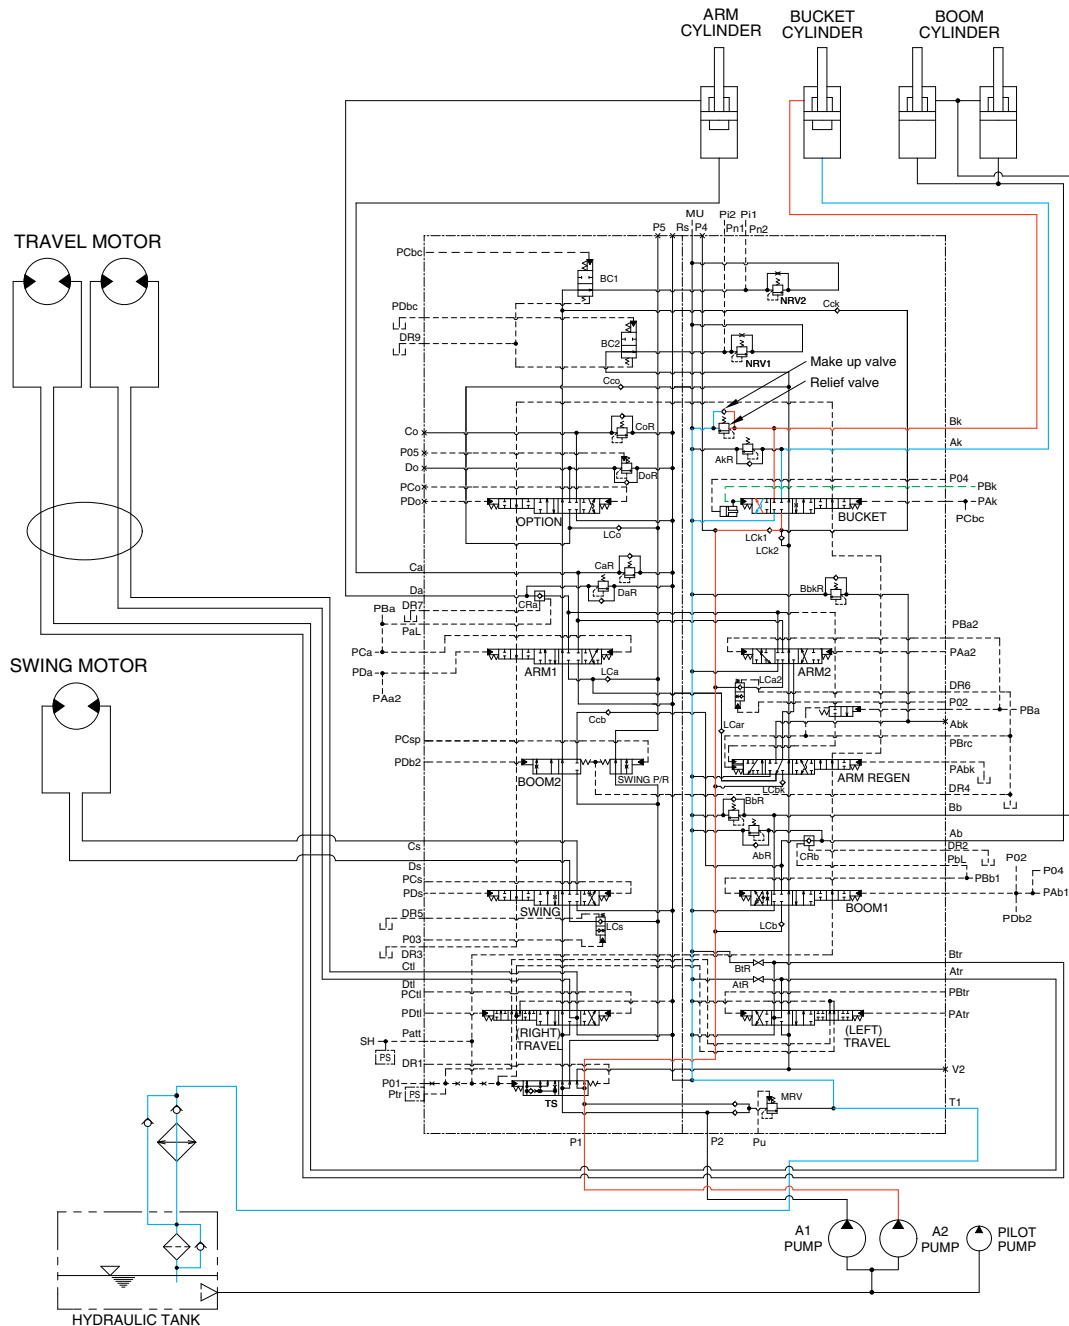 ARM
CYLINDER
BUCKET
CYLINDER
BOOM
CYLINDER
TRAVEL MOTOR
SWING MOTOR
MU
Pi2
Pi1
P5
Rs
P4
Pn1
Pn2
PCbc
BC1
NRV2
Cck
PDbc
DR9
BC2
NRV1
Make up valve
Cco
Relief valve
Co
CoR
Bk
Ak
P05
AkR
Do
DoR
P04
PCo
PBk
PDo
PAk
OPTION
BUCKET
PCbc
LCo
LCk1
LCk2
Ca
CaR
Da
DaR
BbkR
CRa
PBa
DR7
PaL
PBa2
PCa
PAa2
PDa
ARM1
ARM2
PAa2
LCa
LCa2
DR6
P02
PBa
Ccb
LCar
Abk
PCsp
PBrc
PDb2
BOOM2
SWING P/R
ARM REGEN
PAbk
LCbk
DR4
BbR
Bb
Ab
Cs
AbR
CRb
DR2
PbL
P02
P04
Ds
PCs
PBb1
PDs
PAb1
SWING
BOOM1
PDb2
DR5
LCs
LCb
P03
DR3
Btr
Ctl
BtR
Atr
Dtl
AtR
PCtl
PBtr
PDtl
PAtr
(RIGHT)
TRAVEL
(LEFT)
TRAVEL
Patt
SH
PS
DR1
V2
P01
Ptr
PS
TS
MRV
T1
P1
P2
Pu
A1
PUMP
A2
PUMP
PILOT
PUMP
HYDRAULIC TANK